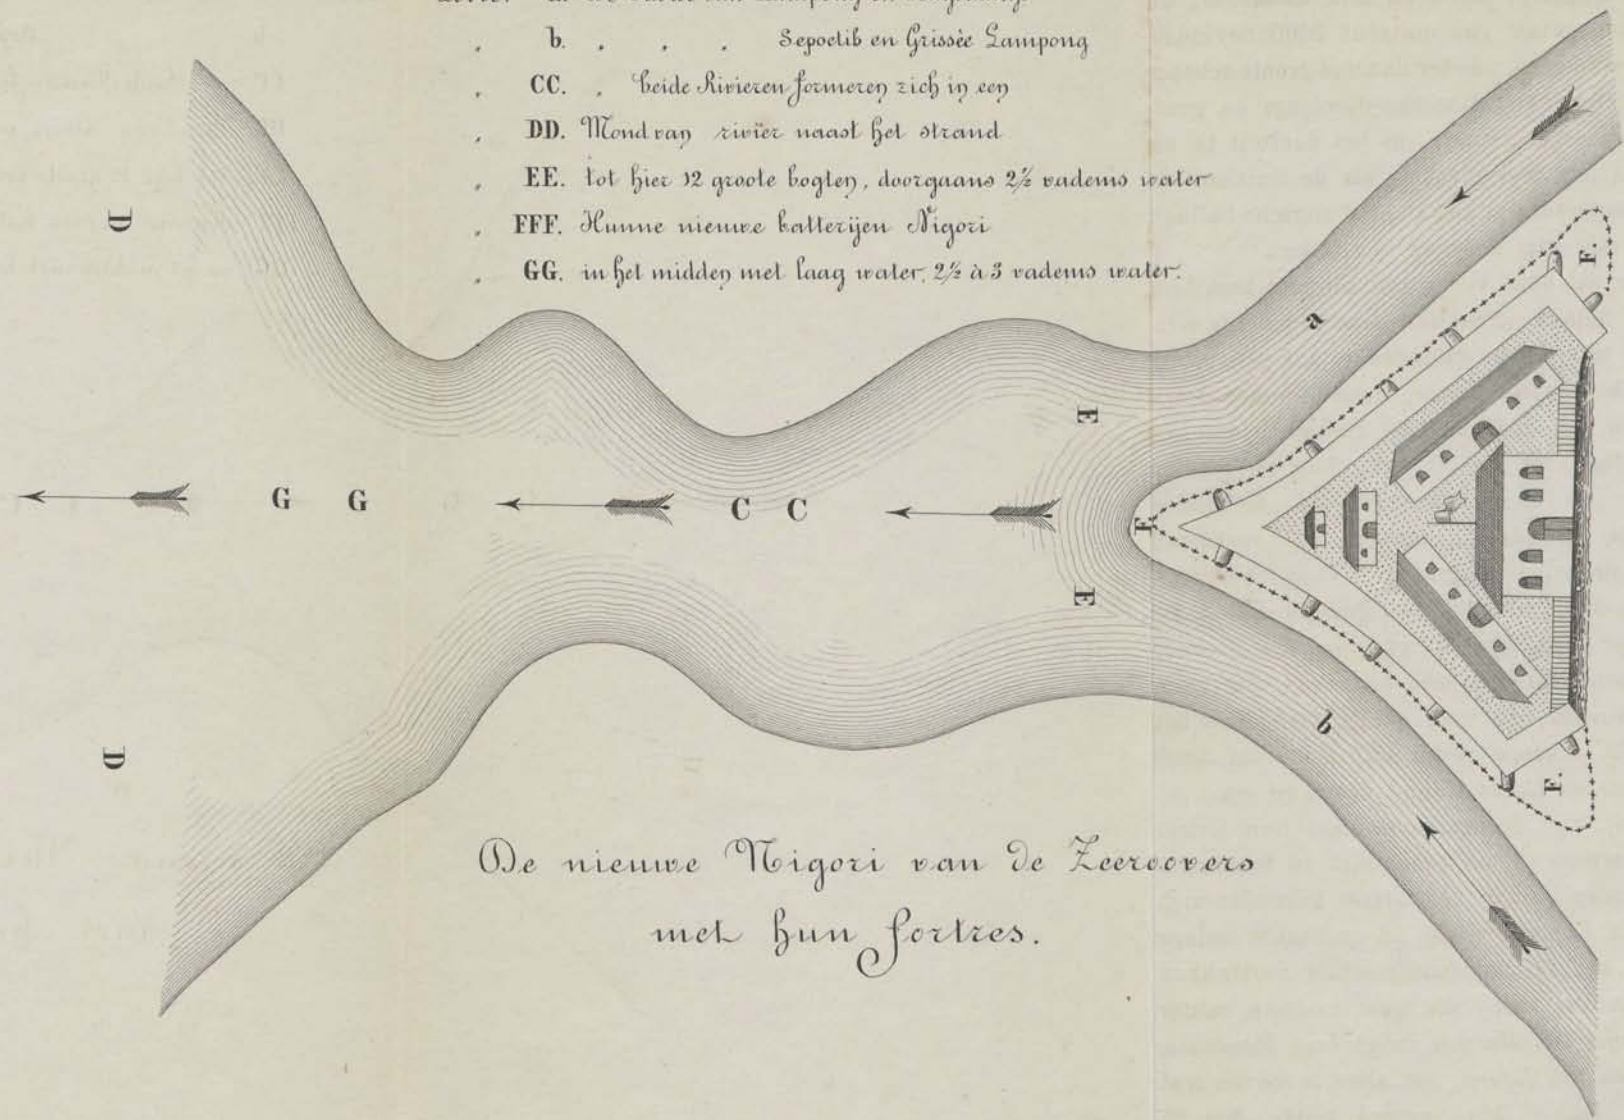 b. „ „ „ Sepoetib en Grissée Lampong
„ CC. „ beide Rivieren formeren zich in een
„ DD. Mond van rivier naast het strand
„ EE. tot hier 12 groote bogten, doorgaans 2½ vadems water
„ FFF. Hunne nieuwe batterijen Nigori
„ GG. in het midden met laag water, 2½ à 3 vadems water.
D
F.
a
E
G G
C C
F
E
b
D
F.
De nieuwe Nigori van de Zeeroovers
met hun fortres.